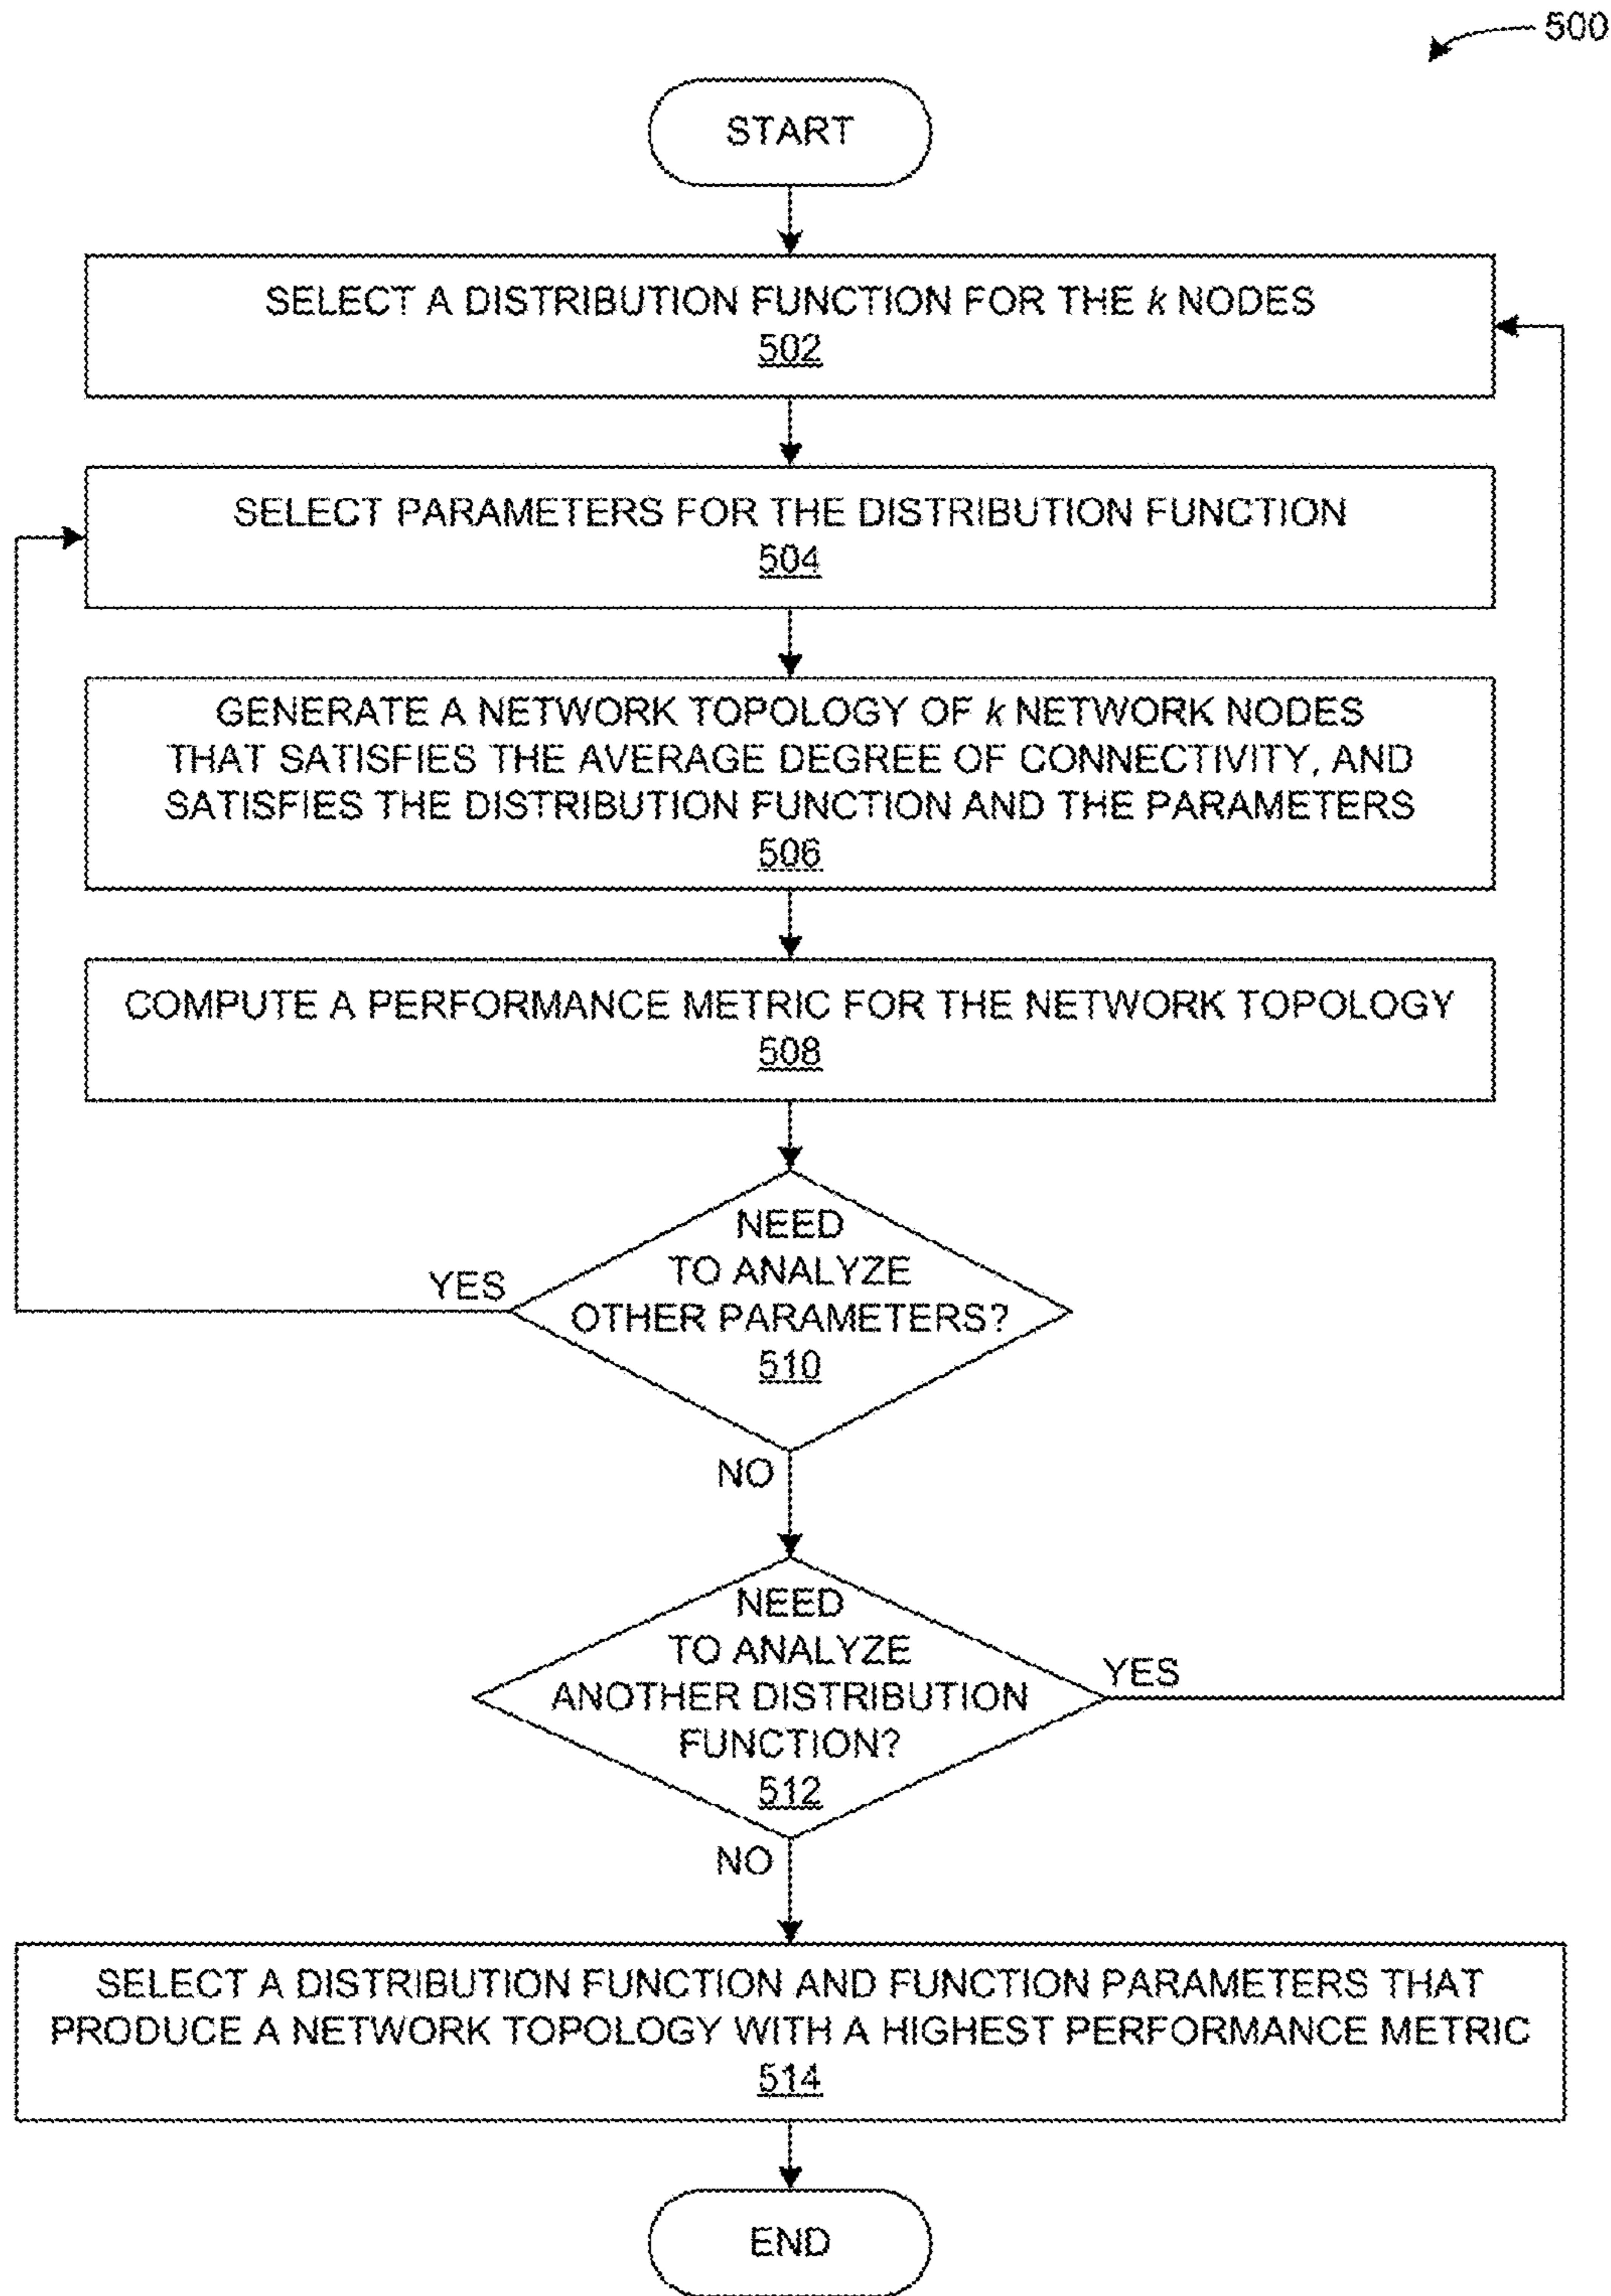 500
START
SELECT A DISTRIBUTION FUNCTION FOR THE k NODES
502
SELECT PARAMETERS FOR THE DISTRIBUTION FUNCTION
504
GENERATE A NETWORK TOPOLOGY OF k NETWORK NODES
THAT SATISFIES THE AVERAGE DEGREE OF CONNECTIVITY, AND
SATISFIES THE DISTRIBUTION FUNCTION AND THE PARAMETERS
506
COMPUTE A PERFORMANCE METRIC FOR THE NETWORK TOPOLOGY
508
NEED
TO ANALYZE
OTHER PARAMETERS?
510
YES
NO
NEED
TO ANALYZE
ANOTHER DISTRIBUTION
FUNCTION?
512
YES
NO
SELECT A DISTRIBUTION FUNCTION AND FUNCTION PARAMETERS THAT
PRODUCE A NETWORK TOPOLOGY WITH A HIGHEST PERFORMANCE METRIC
514
END